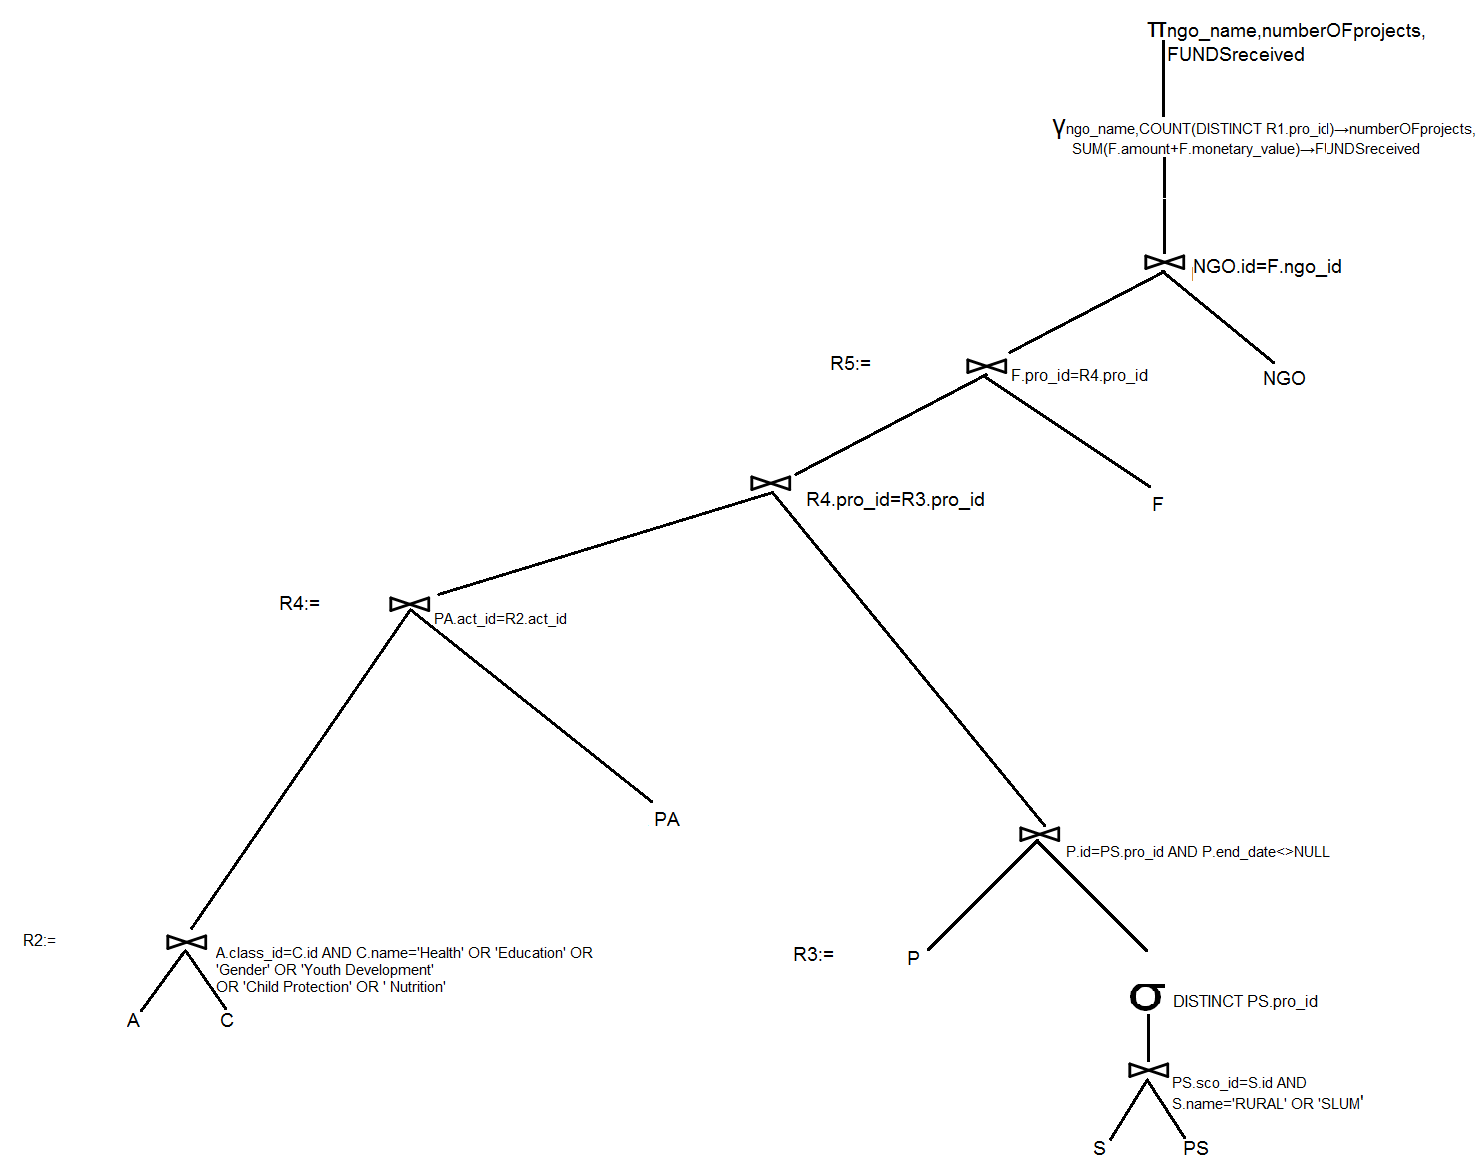 πngo_name,numberOFprojects,
FUNDSreceived
γngo_name,COUNT(DISTINCT R1.pro_id)→numberOFprojects,
SUM(F.amount+F.monetary_value)→FUNDSreceived
⋈NGO.id=F.ngo_id
R5:=
⋈F.pro_id=R4.pro_id
NGO
⋈R4.pro_id=R3.pro_id
F
R4:=
⋈PA.act_id=R2.act_id
PA
⋈P.id=PS.pro_id AND P.end_date<>NULL
R2:=
⋈A.class_id=C.id AND C.name='Health' OR 'Education' OR
'Gender' OR 'Youth Development'
OR 'Child Protection' OR ' Nutrition'
R3:=
P
A
C
σ DISTINCT PS.pro_id
⋈PS.sco_id=S.id AND
S.name='RURAL' OR 'SLUM'
S
PS